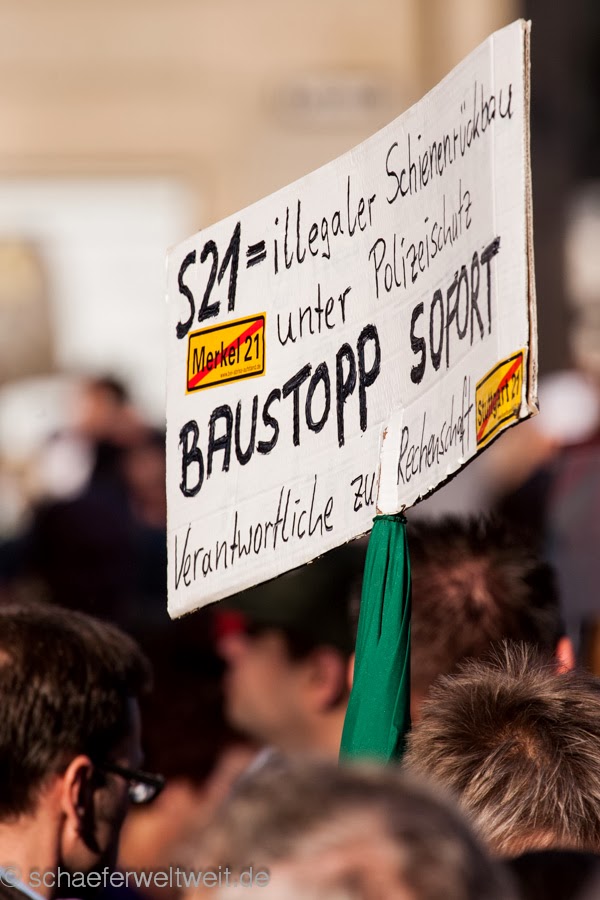 S21 = illegaler Schienenrückbau
Merkel 21
unter Polizeischutz
BAUSTOPP SOFORT
Stuttgart 21
Verantwortliche zur Rechenschaft
© schaeferweltweit.de